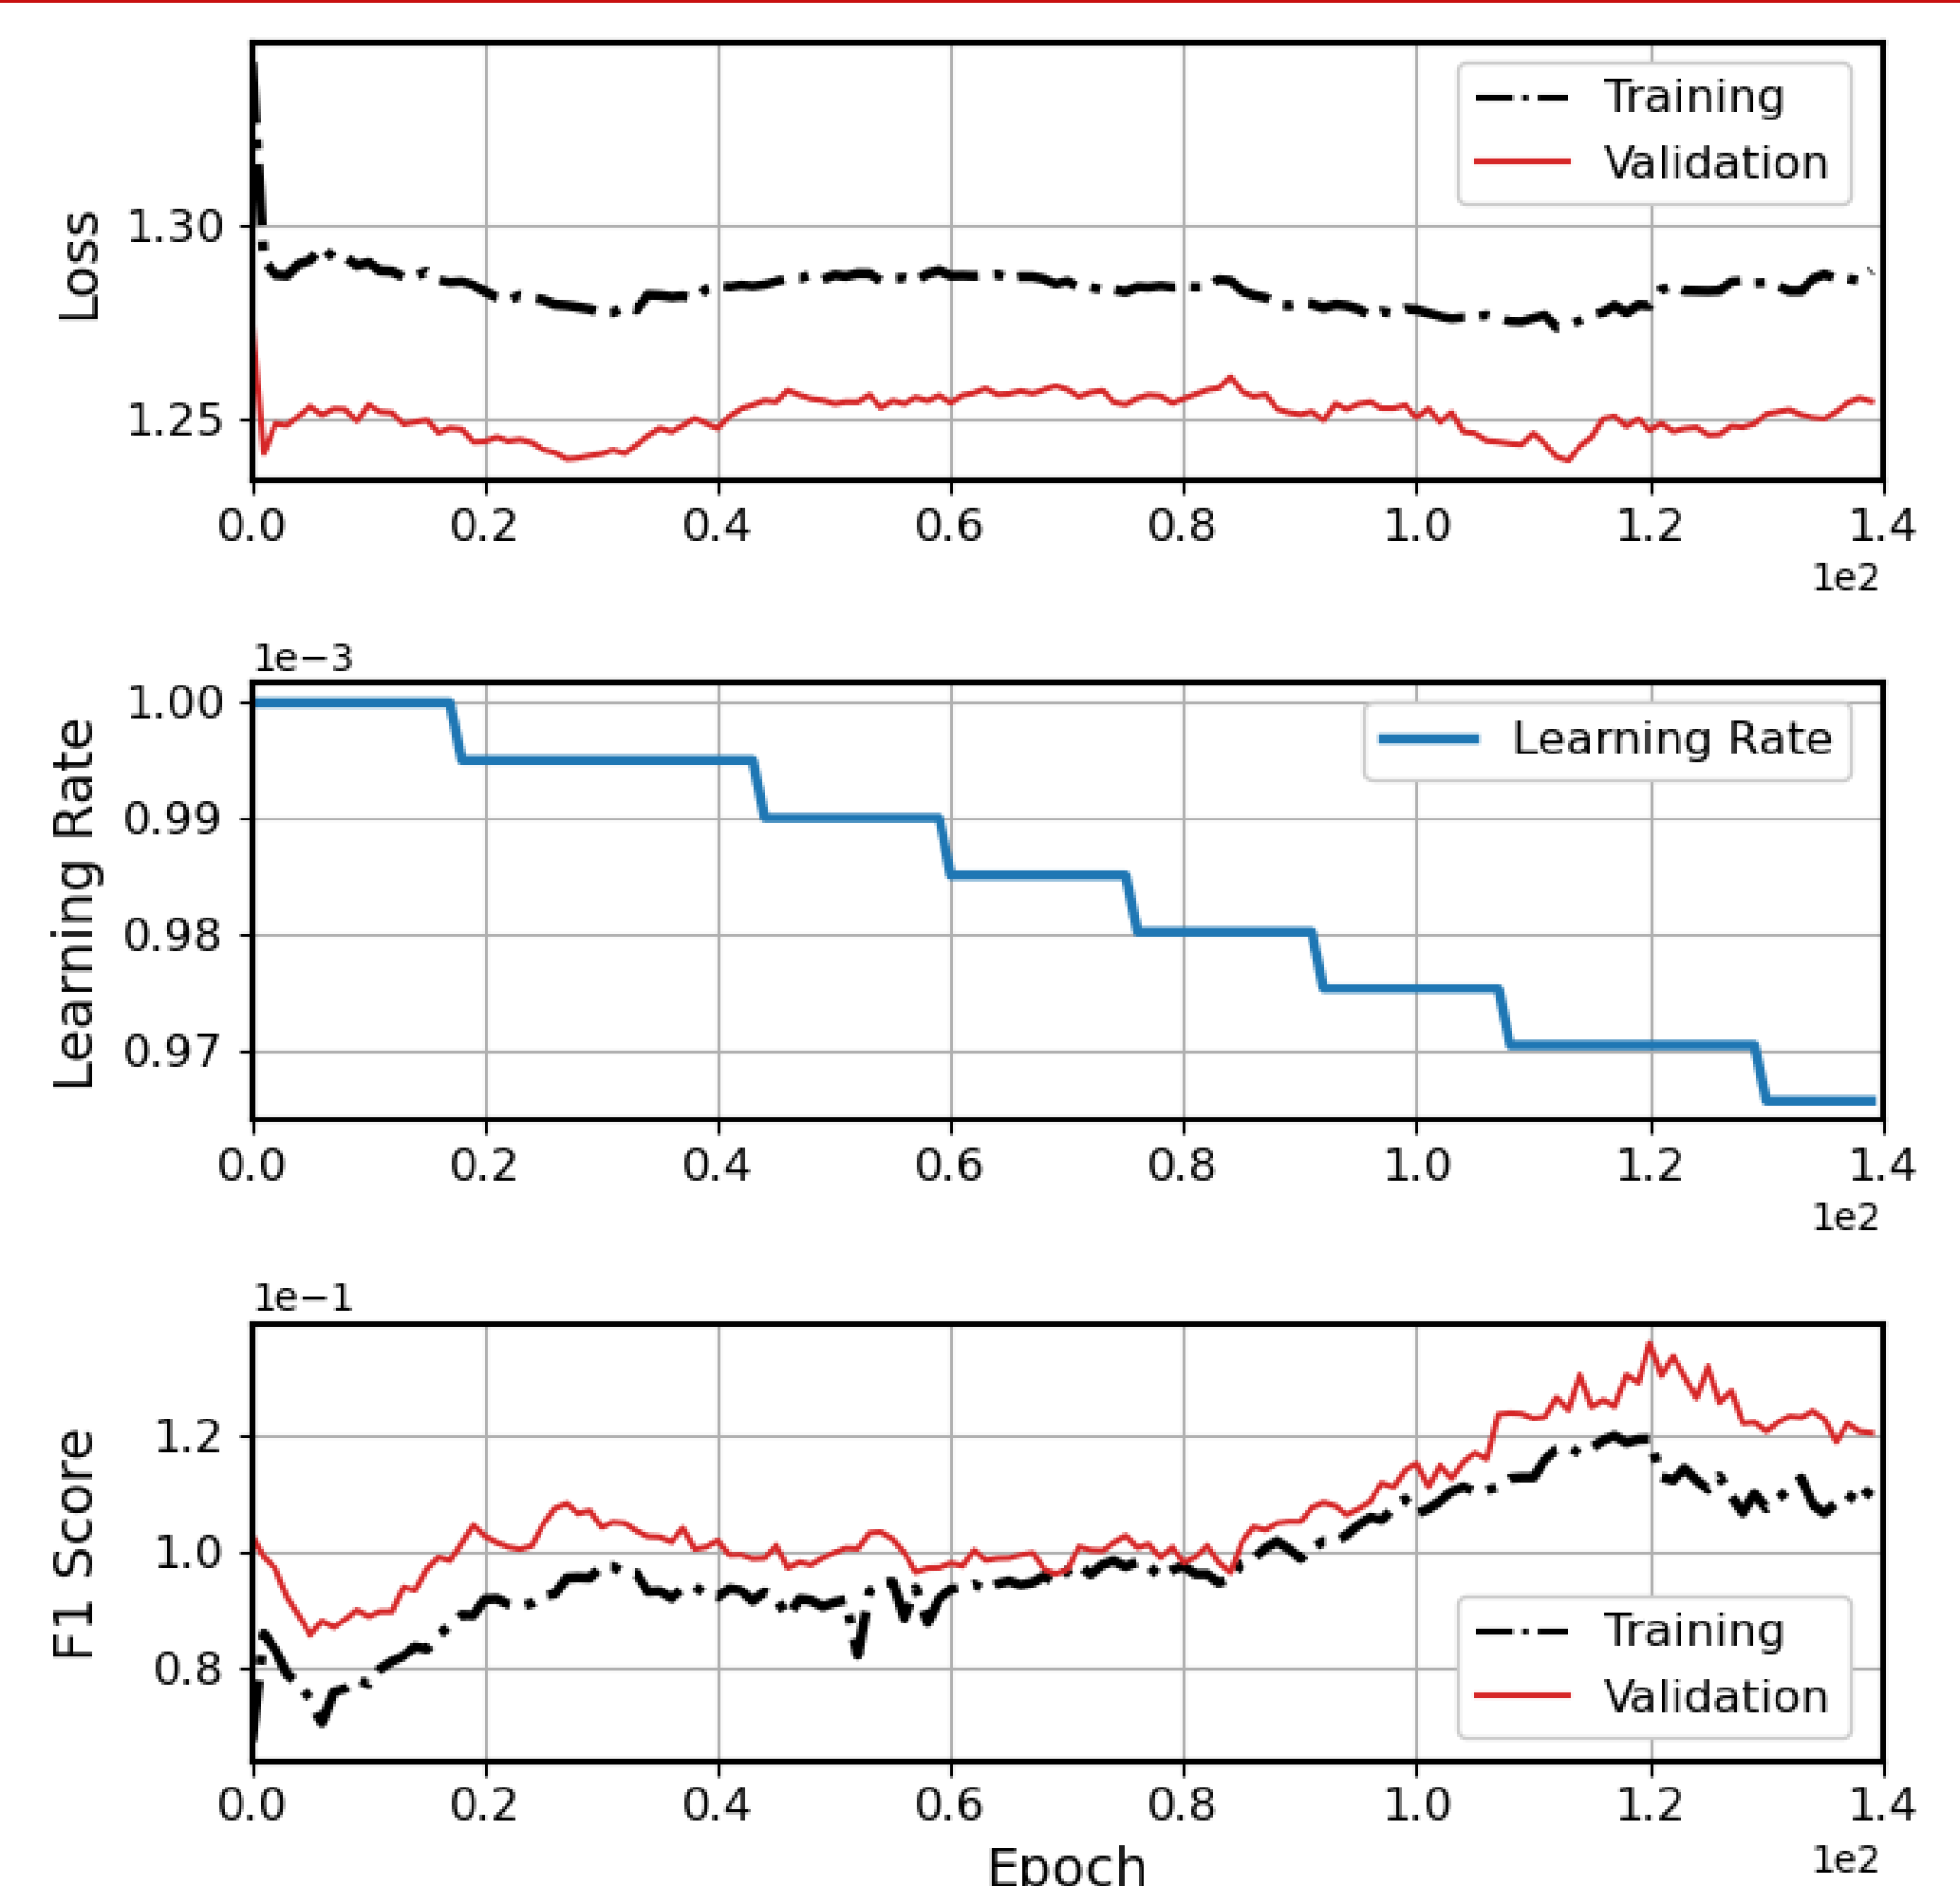 Training
Validation
Loss
1.30
1.25
0.0 0.2 0.4 0.6 0.8 1.0 1.2 1.4
1e2
1e−3
Learning Rate
Learning Rate
1.00
0.99
0.98
0.97
0.0 0.2 0.4 0.6 0.8 1.0 1.2 1.4
1e2
1e−1
F1 Score
1.2
1.0
0.8
Training
Validation
0.0 0.2 0.4 0.6 0.8 1.0 1.2 1.4
Epoch
1e2